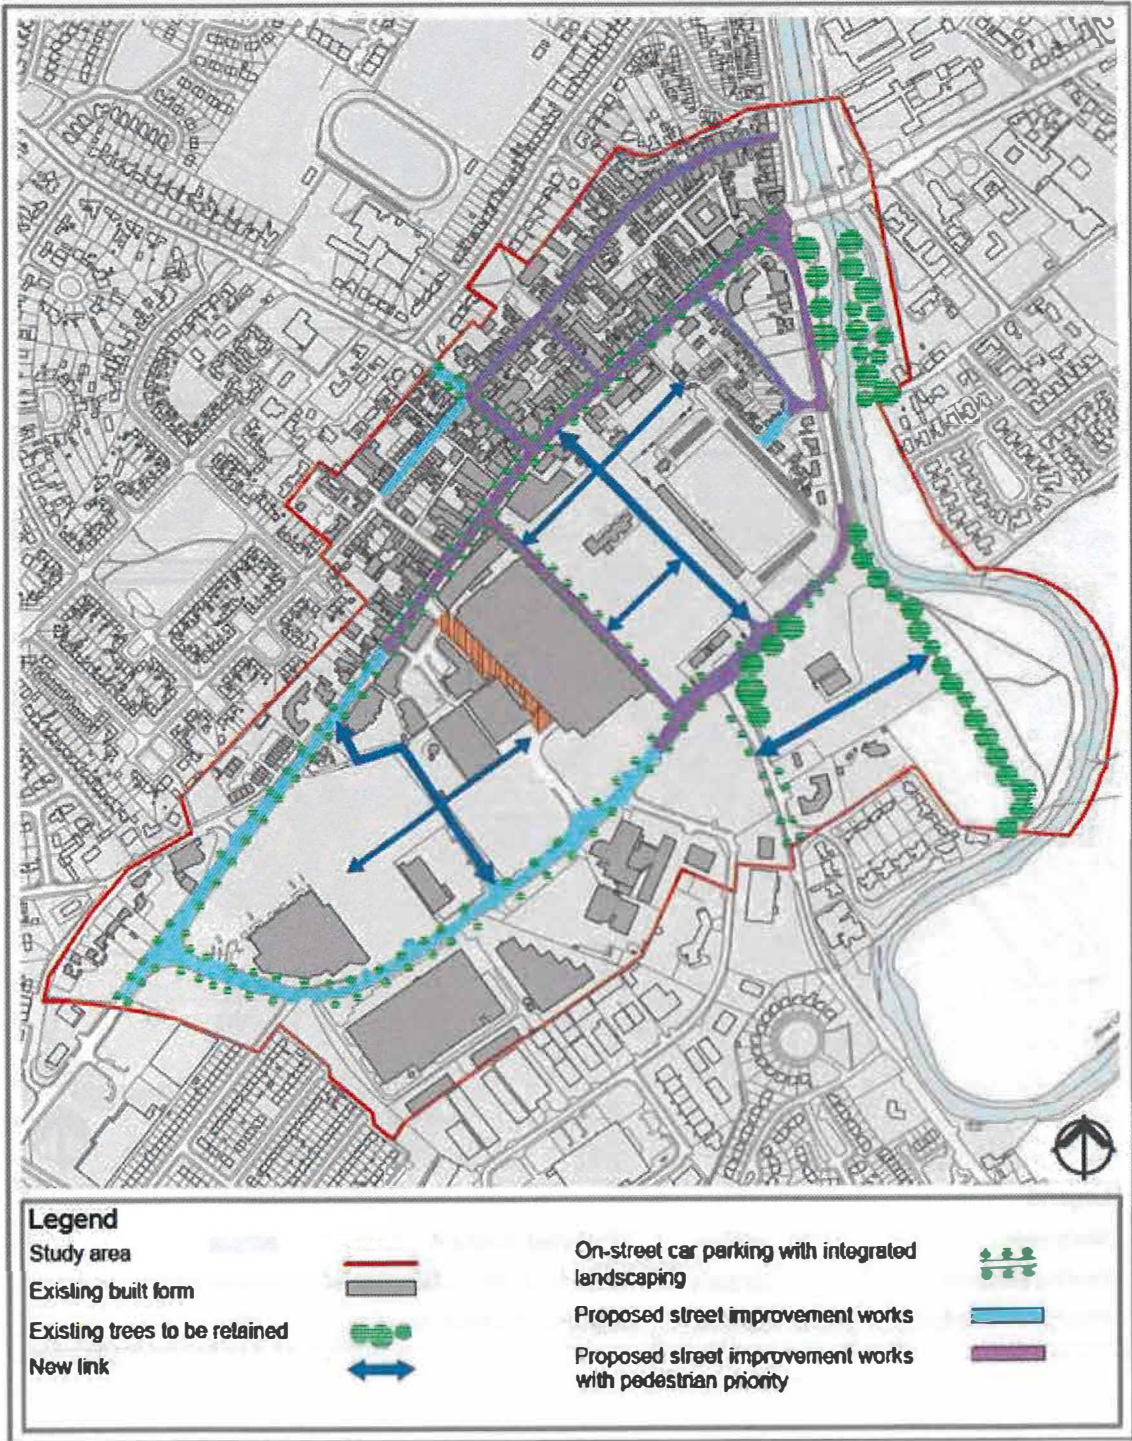 Legend
Study area
Existing built form
Existing trees to be retained
New link
On-street car parking with integrated
landscaping
Proposed street improvement works
Proposed street improvement works
with pedestrian priority